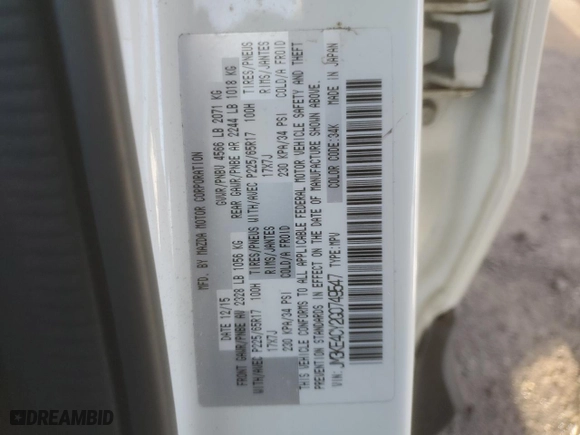 MFD. BY MAZDA MOTOR CORPORATION
DATE 12/15 GVWR/PNBV 4566 LB 2071 KG
FRONT GAWR/PNBE AV 2328 LB 1056 KG REAR GAWR/PNBE AR 2244 LB 1018 KG
WITH/AVEC P225/65R17 100H TIRES/PNEUS WITH/AVEC P225/65R17 100H TIRES/PNEUS
17X7J RIMS/JANTES 17X7J RIMS/JANTES
230 KPA/34 PSI COLD/A FROID 230 KPA/34 PSI COLD/A FROID
THIS VEHICLE CONFORMS TO ALL APPLICABLE FEDERAL MOTOR VEHICLE SAFETY AND THEFT
PREVENTION STANDARDS IN EFFECT ON THE DATE OF MANUFACTURE SHOWN ABOVE.
COLOR CODE:34K MADE IN JAPAN
VIN: JM3KE4CY2G0749547 TYPE:MPV
DREAMBID